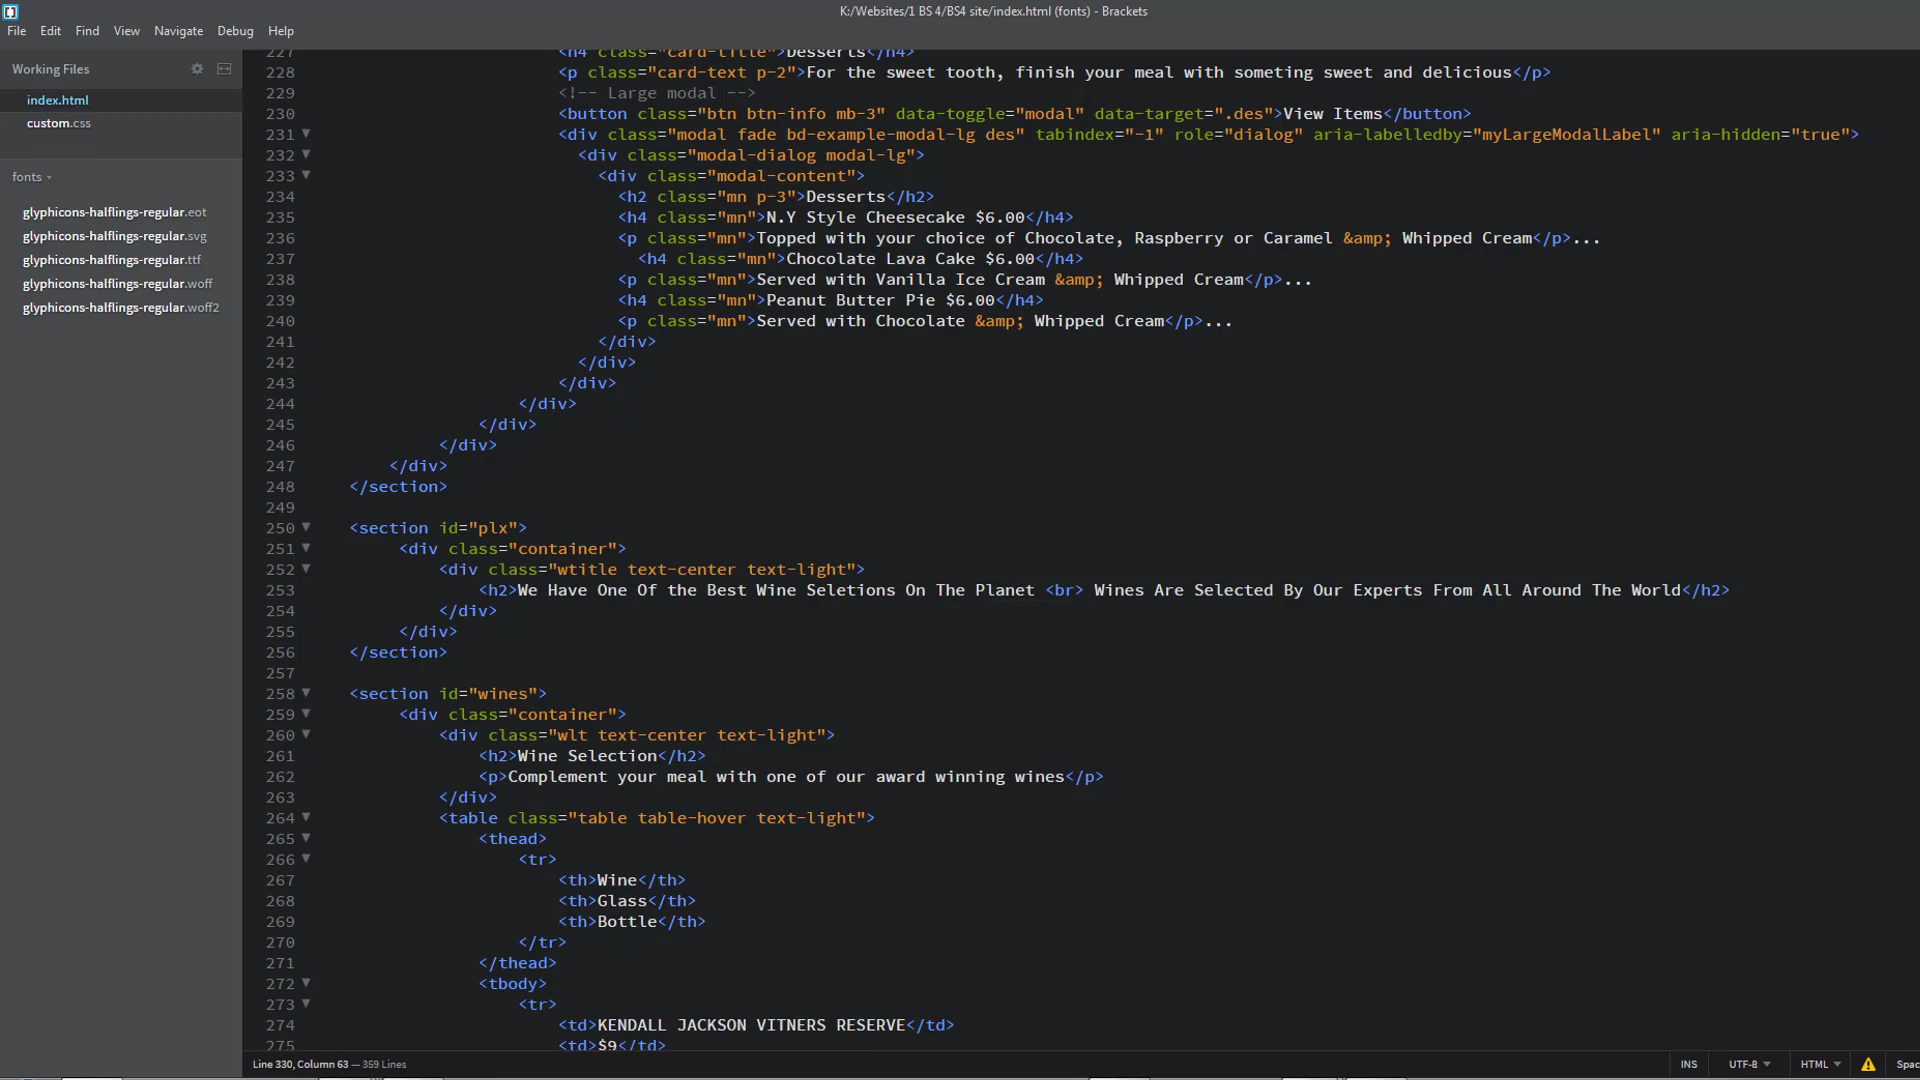 K:/Websites/1 BS 4/BS4 site/index.html (fonts) - Brackets
File Edit Find View Navigate Debug Help
Working Files
index.html
custom.css
fonts
glyphicons-halflings-regular.eot
glyphicons-halflings-regular.svg
glyphicons-halflings-regular.ttf
glyphicons-halflings-regular.woff
glyphicons-halflings-regular.woff2
227 <h4 class="card-title">Desserts</h4>
228 <p class="card-text p-2">For the sweet tooth, finish your meal with someting sweet and delicious</p>
229 <!-- Large modal -->
230 <button class="btn btn-info mb-3" data-toggle="modal" data-target=".des">View Items</button>
231 <div class="modal fade bd-example-modal-lg des" tabindex="-1" role="dialog" aria-labelledby="myLargeModalLabel" aria-hidden="true">
232 <div class="modal-dialog modal-lg">
233 <div class="modal-content">
234 <h2 class="mn p-3">Desserts</h2>
235 <h4 class="mn">N.Y Style Cheesecake $6.00</h4>
236 <p class="mn">Topped with your choice of Chocolate, Raspberry or Caramel &amp; Whipped Cream</p>...
237 <h4 class="mn">Chocolate Lava Cake $6.00</h4>
238 <p class="mn">Served with Vanilla Ice Cream &amp; Whipped Cream</p>...
239 <h4 class="mn">Peanut Butter Pie $6.00</h4>
240 <p class="mn">Served with Chocolate &amp; Whipped Cream</p>...
241 </div>
242 </div>
243 </div>
244 </div>
245 </div>
246 </div>
247 </div>
248 </section>
249
250 <section id="plx">
251 <div class="container">
252 <div class="wtitle text-center text-light">
253 <h2>We Have One Of the Best Wine Seletions On The Planet <br> Wines Are Selected By Our Experts From All Around The World</h2>
254 </div>
255 </div>
256 </section>
257
258 <section id="wines">
259 <div class="container">
260 <div class="wlt text-center text-light">
261 <h2>Wine Selection</h2>
262 <p>Complement your meal with one of our award winning wines</p>
263 </div>
264 <table class="table table-hover text-light">
265 <thead>
266 <tr>
267 <th>Wine</th>
268 <th>Glass</th>
269 <th>Bottle</th>
270 </tr>
271 </thead>
272 <tbody>
273 <tr>
274 <td>KENDALL JACKSON VITNERS RESERVE</td>
275 <td>$9</td>
Line 330, Column 63 — 359 Lines INS UTF-8 HTML Spac